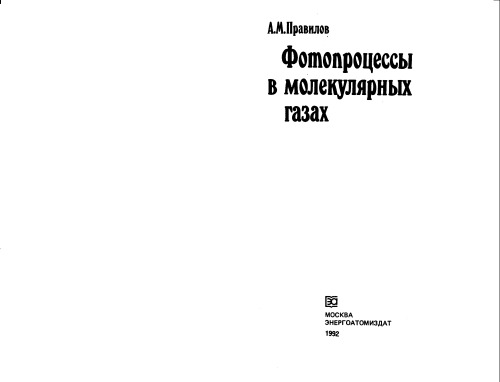 А.М.Правилов
Фотопроцессы
в молекулярных
газах
МОСКВА
ЭНЕРГОАТОМИЗДАТ
1992